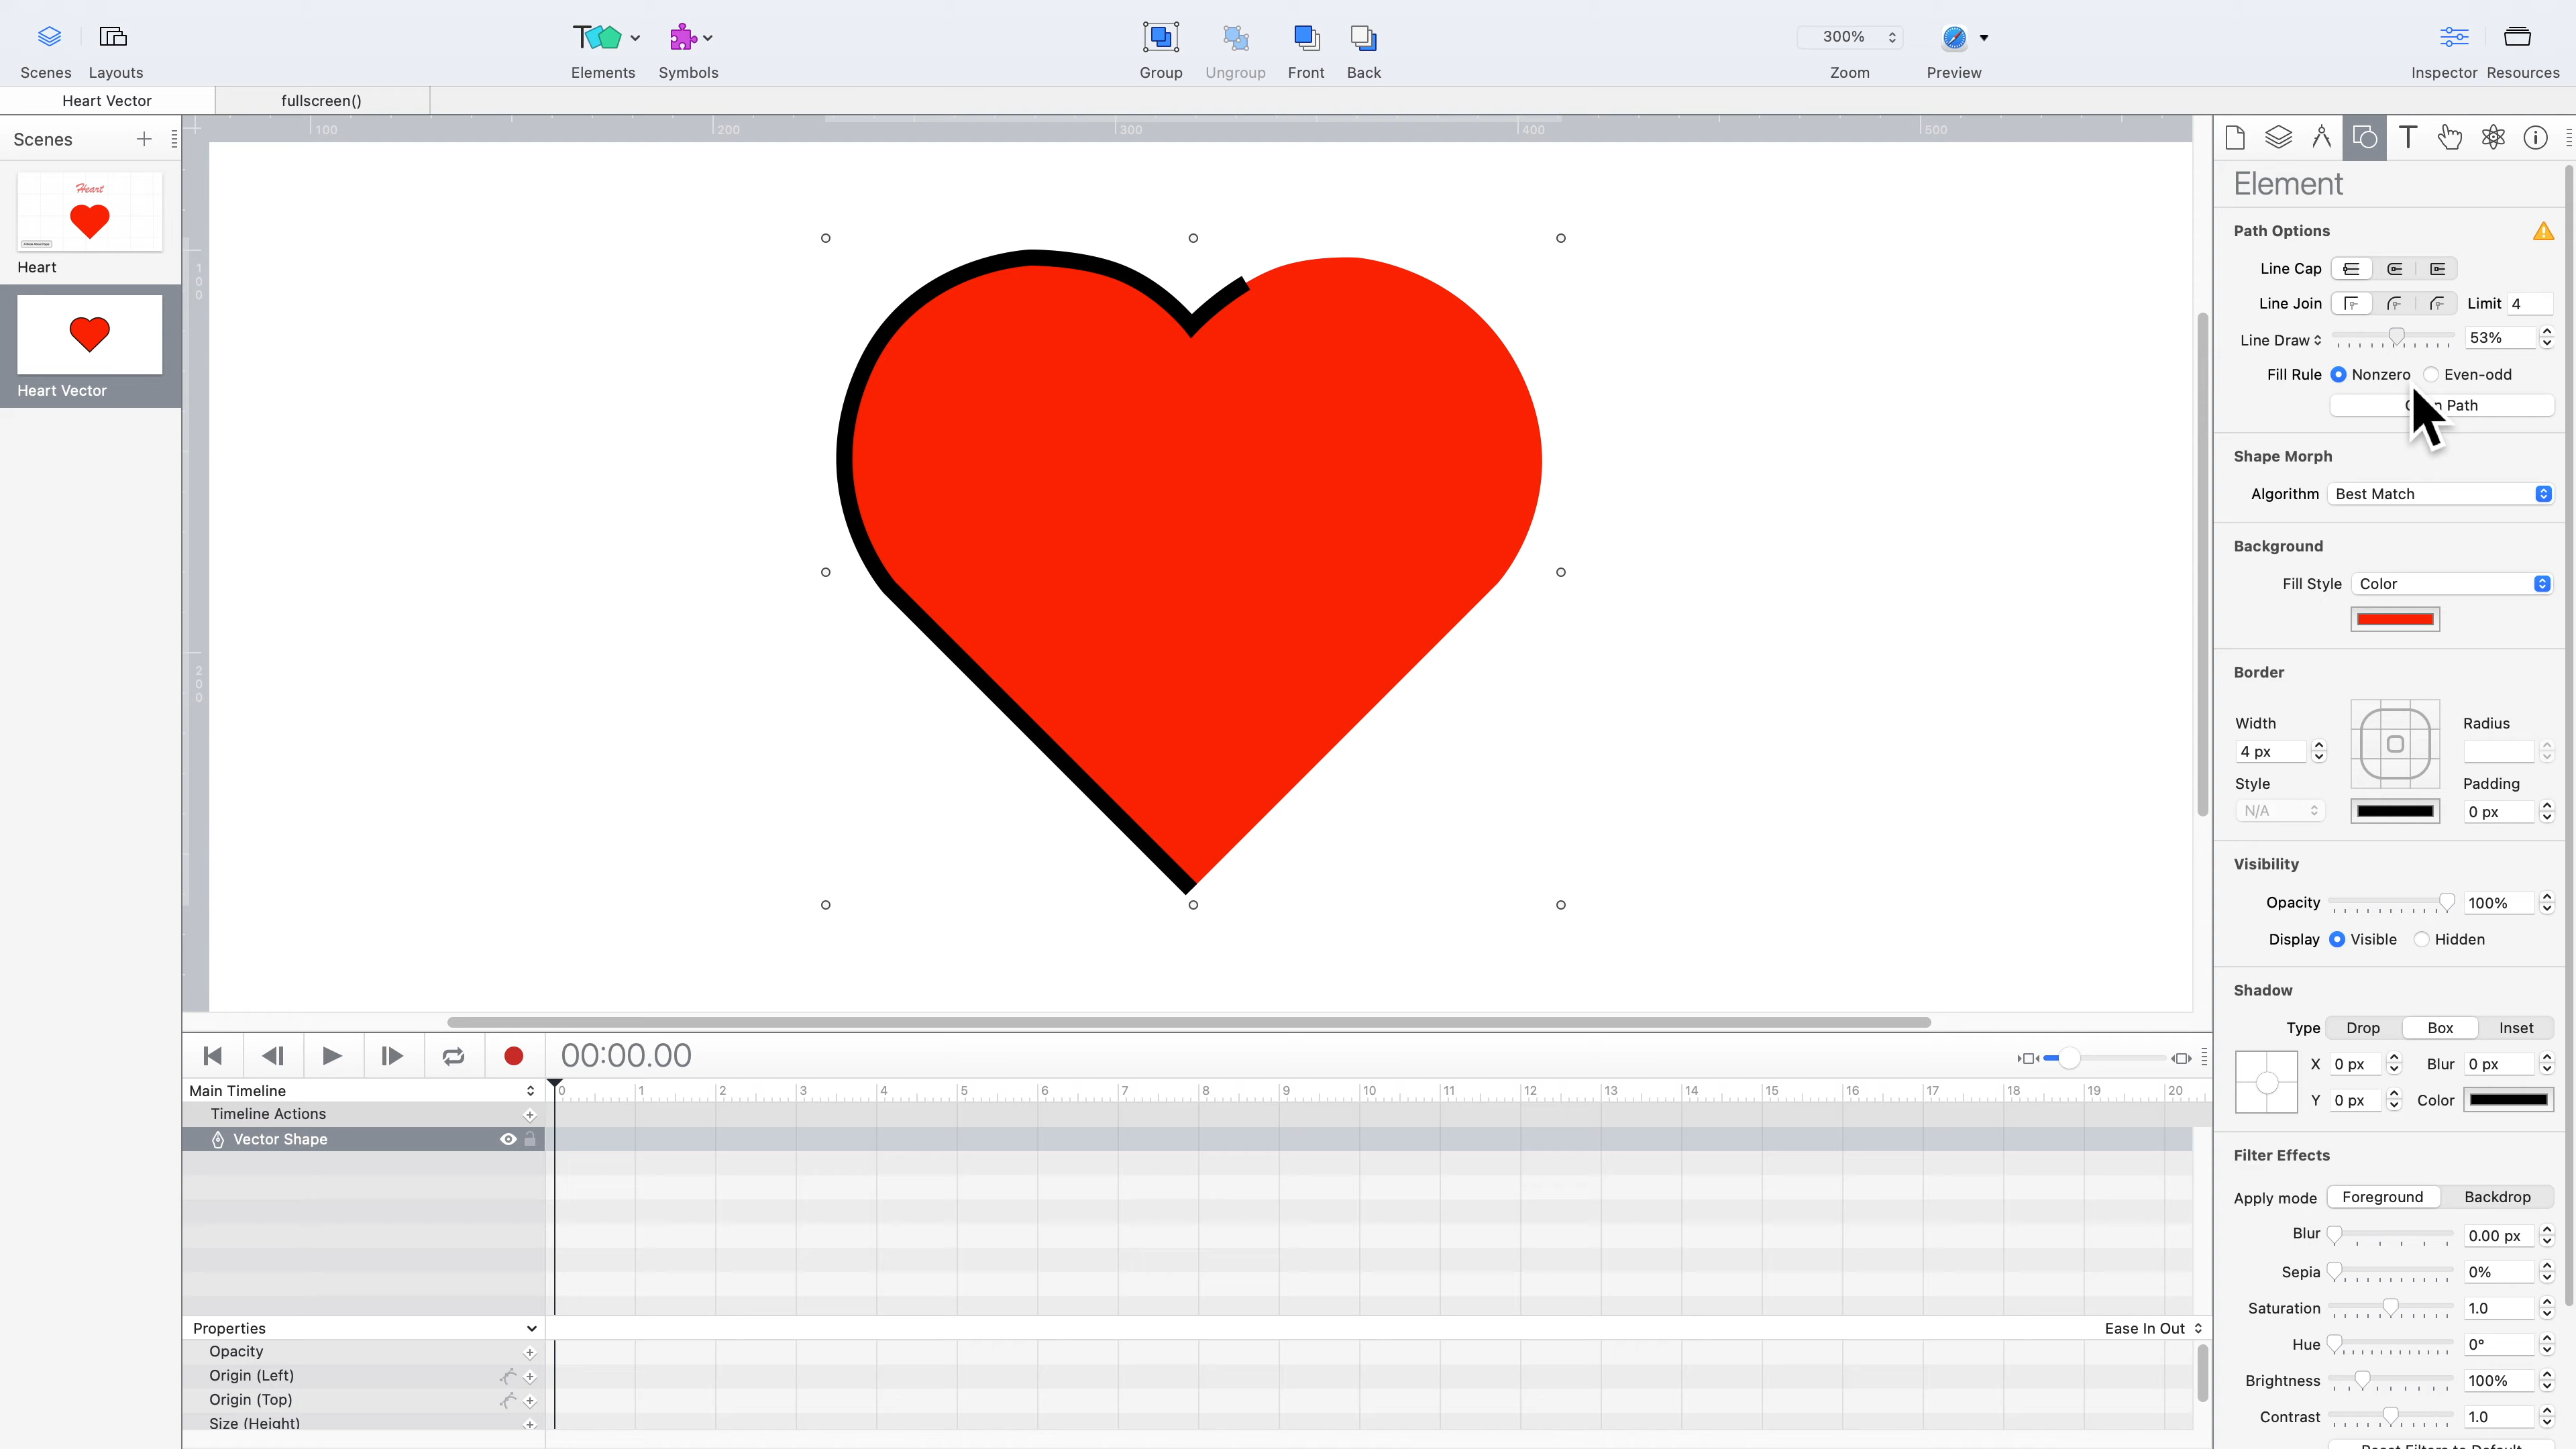 Scenes Layouts Elements Symbols Group Ungroup Front Back 300% Zoom Preview Inspector Resources
Heart Vector fullscreen()
Scenes
Heart
Heart
Heart Vector
100 200 300 400 500
100
200
Element
Path Options
Line Cap
Line Join Limit 4
Line Draw 53%
Fill Rule Nonzero Even-odd
Path
Shape Morph
Algorithm Best Match
Background
Fill Style Color
Border
Width Radius
4 px
Style Padding
N/A 0 px
Visibility
Opacity 100%
Display Visible Hidden
Shadow
Type Drop Box Inset
X 0 px Blur 0 px
Y 0 px Color
Filter Effects
Apply mode Foreground Backdrop
Blur 0.00 px
Sepia 0%
Saturation 1.0
Hue 0°
Brightness 100%
Contrast 1.0
Reset Filters to Default
00:00.00
Main Timeline 0 1 2 3 4 5 6 7 8 9 10 11 12 13 14 15 16 17 18 19 20
Timeline Actions
Vector Shape
Properties Ease In Out
Opacity
Origin (Left)
Origin (Top)
Size (Height)